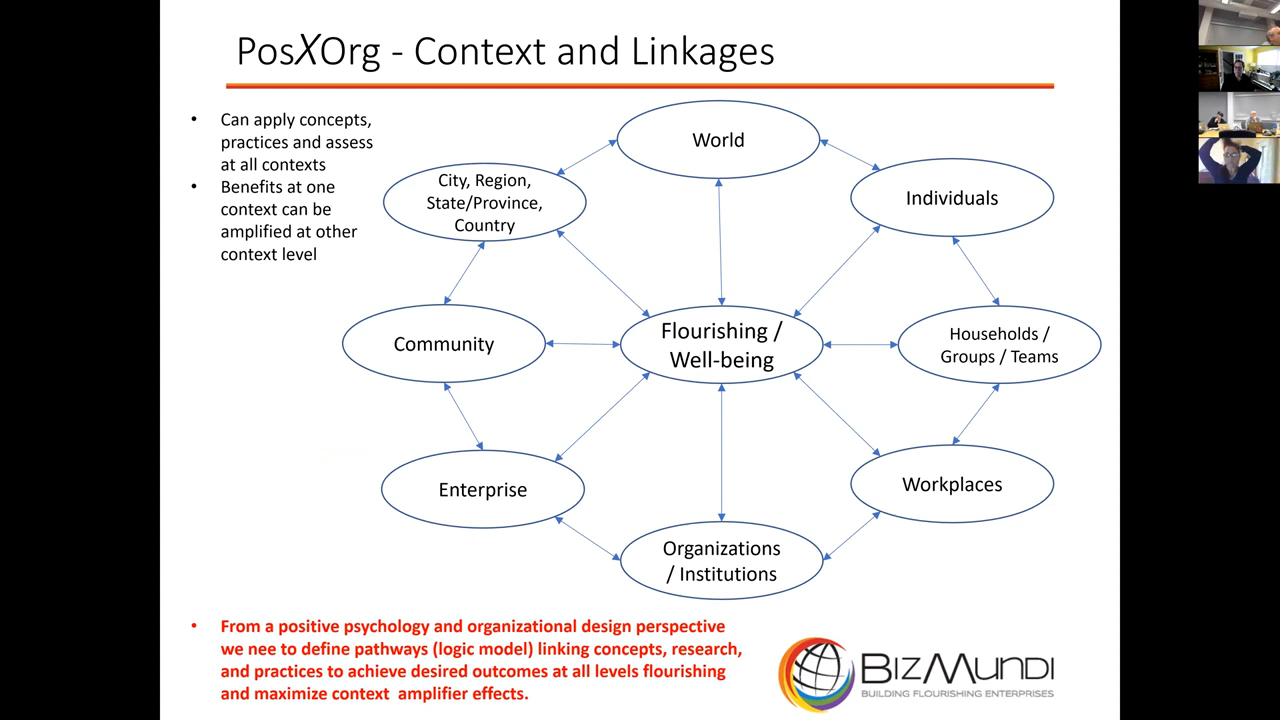 PosXOrg - Context and Linkages
• Can apply concepts,
practices and assess
at all contexts
• Benefits at one
context can be
amplified at other
context level
World
City, Region,
State/Province,
Country
Individuals
Community
Flourishing /
Well-being
Households /
Groups / Teams
Enterprise
Workplaces
Organizations
/ Institutions
• From a positive psychology and organizational design perspective
we nee to define pathways (logic model) linking concepts, research,
and practices to achieve desired outcomes at all levels flourishing
and maximize context  amplifier effects.
BIZMUNDI
BUILDING FLOURISHING ENTERPRISES